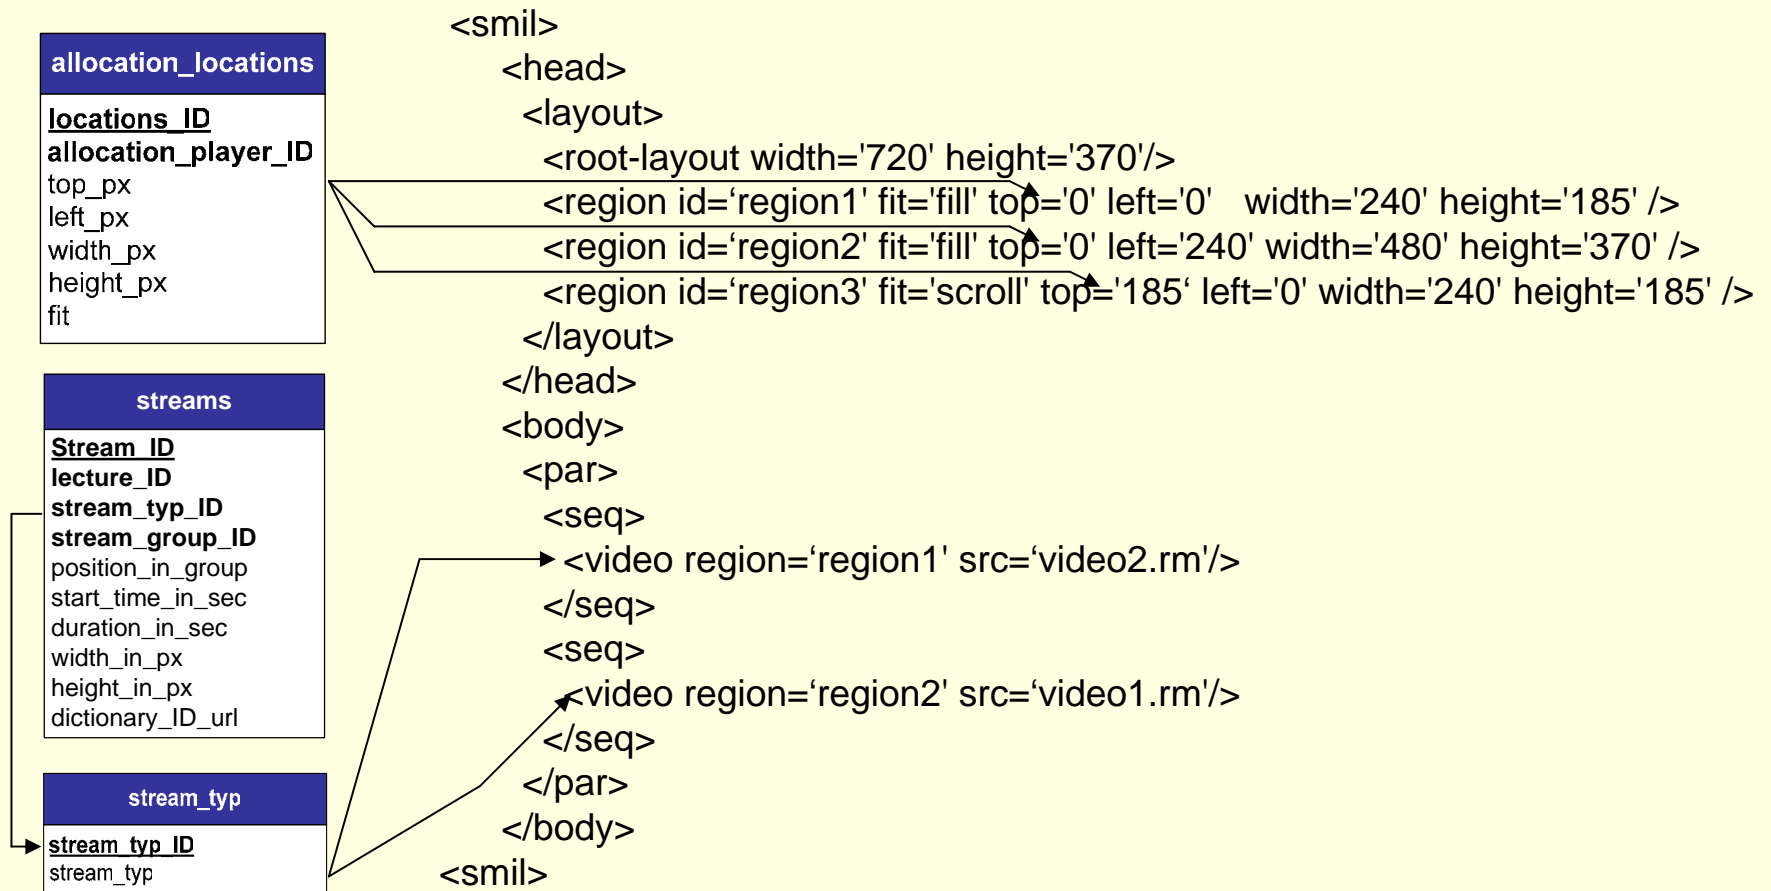 allocation_locations
locations_ID
allocation_player_ID
top_px
left_px
width_px
height_px
fit
streams
Stream_ID
lecture_ID
stream_typ_ID
stream_group_ID
position_in_group
start_time_in_sec
duration_in_sec
width_in_px
height_in_px
dictionary_ID_url
stream_typ
stream_typ_ID
stream_typ
<smil>
<head>
<layout>
<root-layout width='720' height='370'/>
<region id=‘region1' fit='fill' top='0' left='0' width='240' height='185' />
<region id=‘region2' fit='fill' top='0' left='240' width='480' height='370' />
<region id=‘region3' fit='scroll' top='185‘ left='0' width='240' height='185' />
</layout>
</head>
<body>
<par>
<seq>
<video region=‘region1' src=‘video2.rm'/>
</seq>
<seq>
<video region=‘region2' src=‘video1.rm'/>
</seq>
</par>
</body>
<smil>